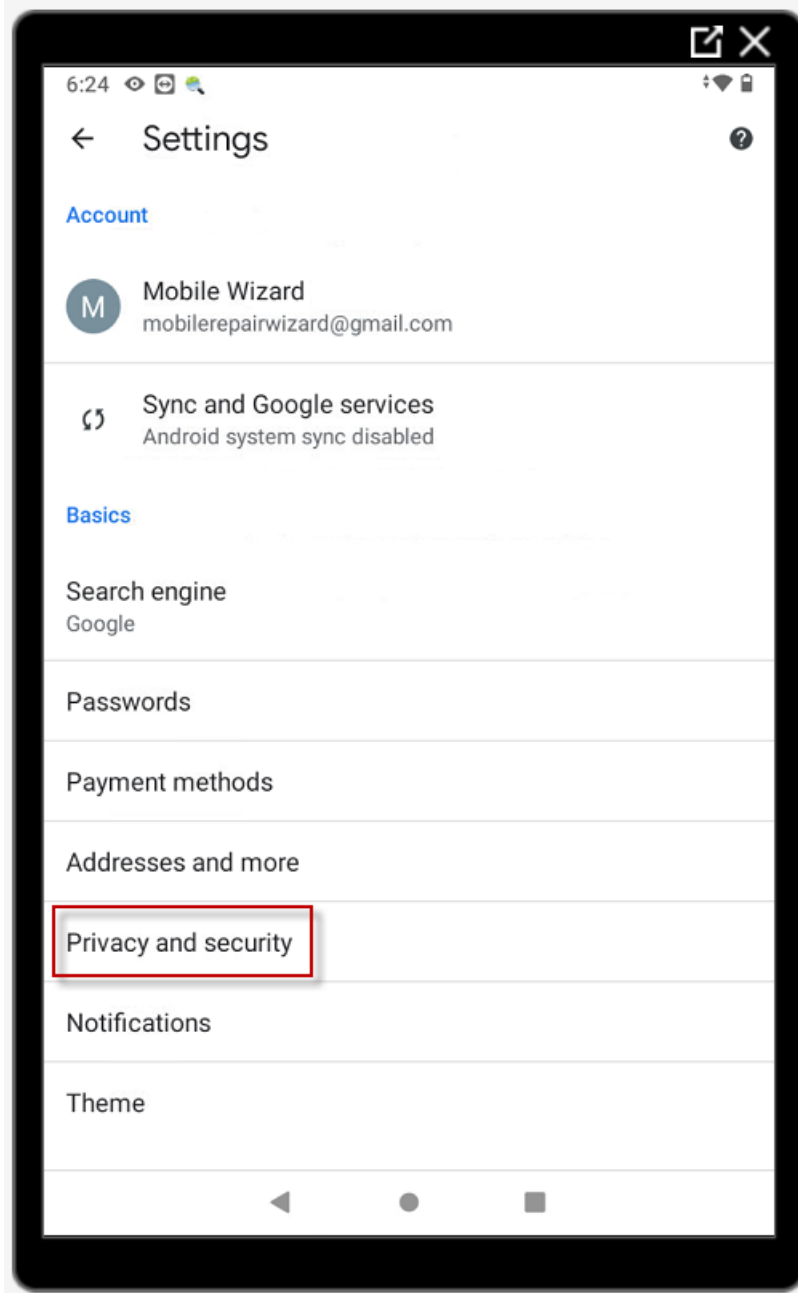 6:24
Settings
Account
M
Mobile Wizard
mobilerepairwizard@gmail.com
Sync and Google services
Android system sync disabled
Basics
Search engine
Google
Passwords
Payment methods
Addresses and more
Privacy and security
Notifications
Theme